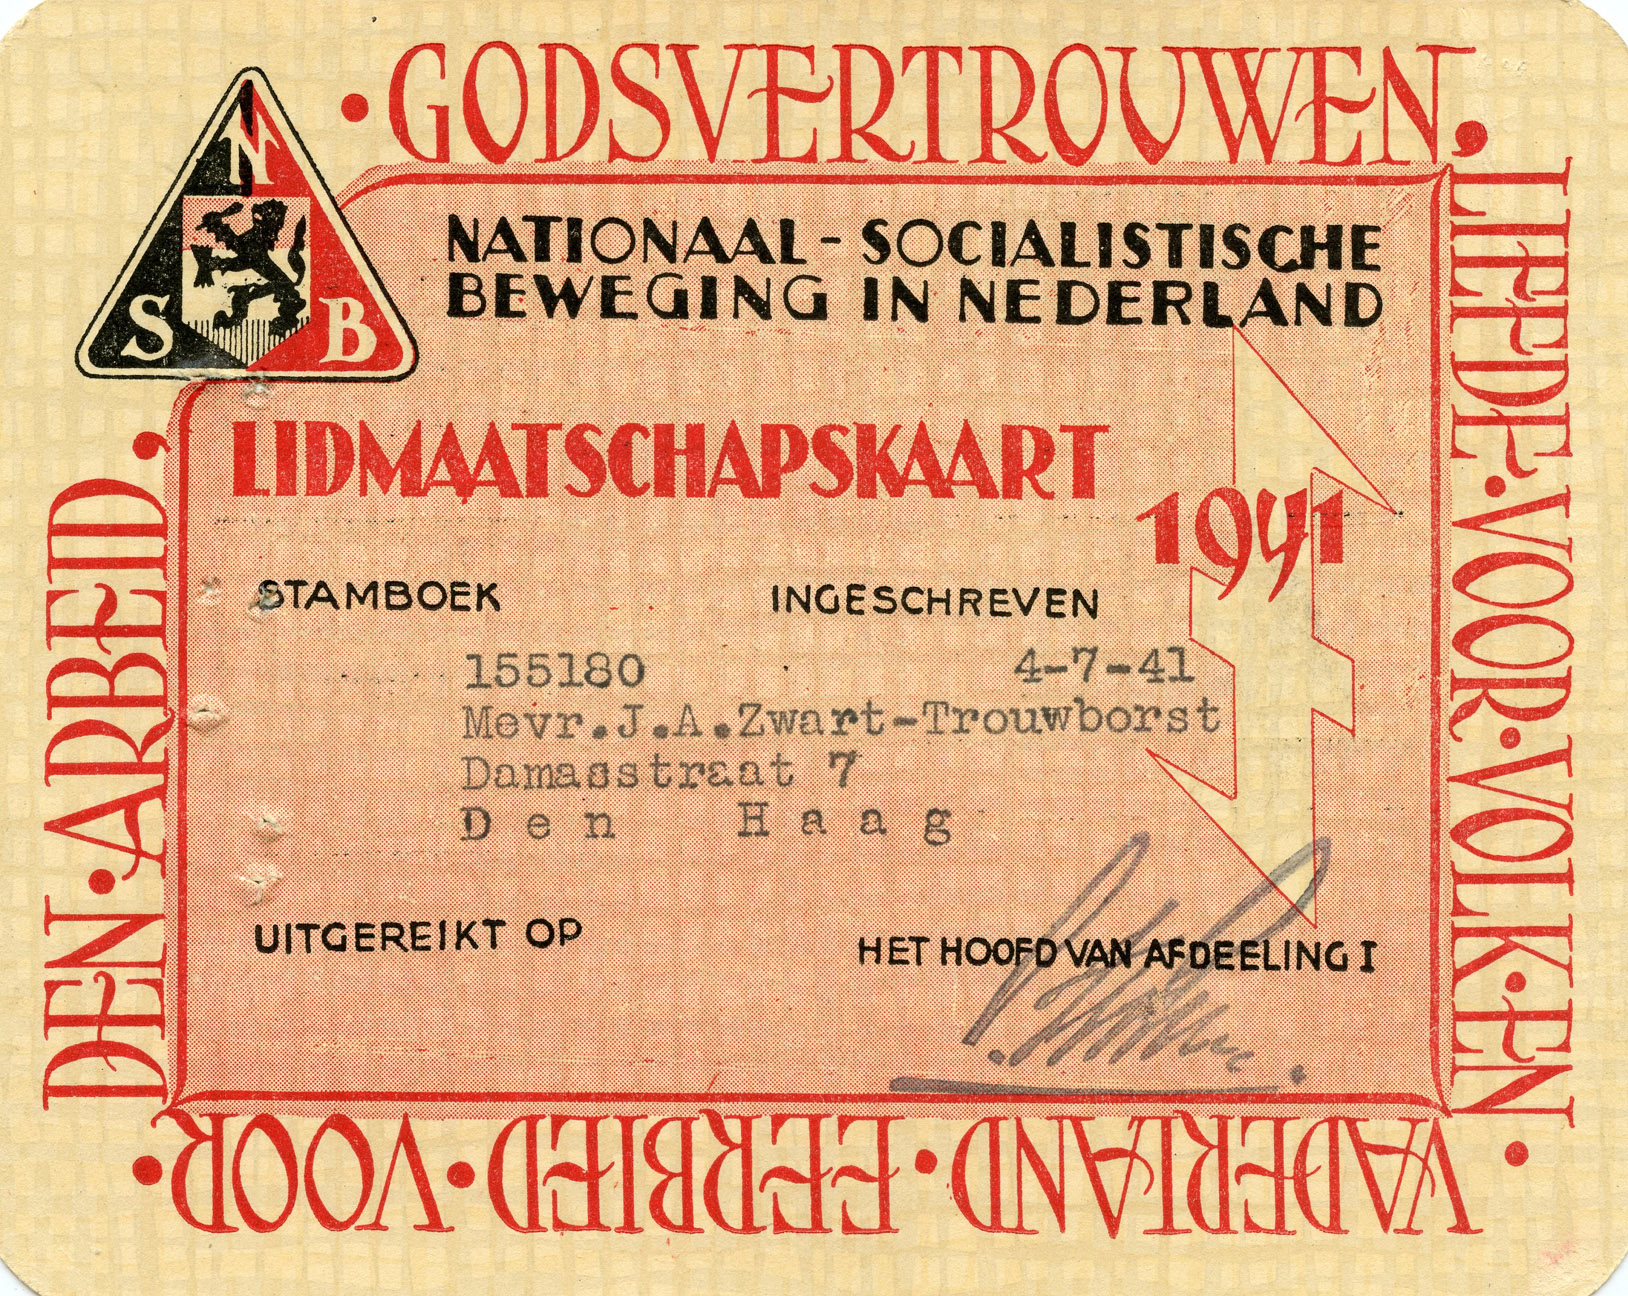 GODSVERTROUWEN,
LIEFDE · VOOR · VOLK · EN ·
VADERLAND · EERBIED · VOOR ·
DEN · ARBEID,
N
S B
NATIONAAL-SOCIALISTISCHE
BEWEGING IN NEDERLAND
LIDMAATSCHAPSKAART
1941
STAMBOEK INGESCHREVEN
155180 4-7-41
Mevr.J.A.Zwart-Trouwborst
Damasstraat 7
Den Haag
UITGEREIKT OP HET HOOFD VAN AFDEELING I